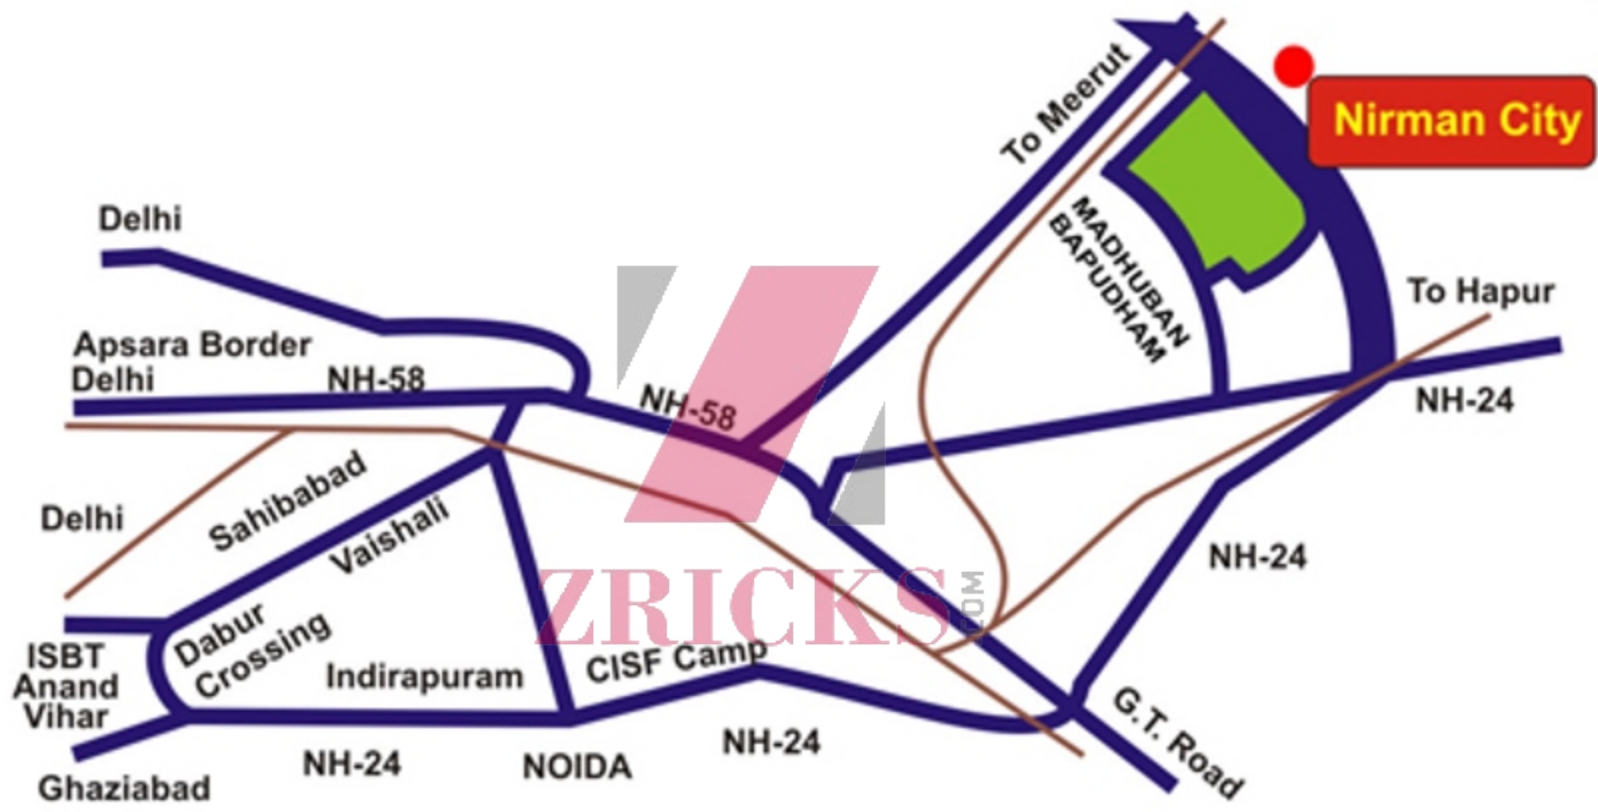 To Meerut
Nirman City
MADHUBAN
BAPUDHAM
To Hapur
NH-24
Delhi
Apsara Border
Delhi
NH-58
NH-58
Delhi
Sahibabad
Vaishali
NH-24
ZRICKS
.COM
ISBT
Anand
Vihar
Dabur
Crossing
Indirapuram
CISF Camp
G.T. Road
Ghaziabad
NH-24
NOIDA
NH-24